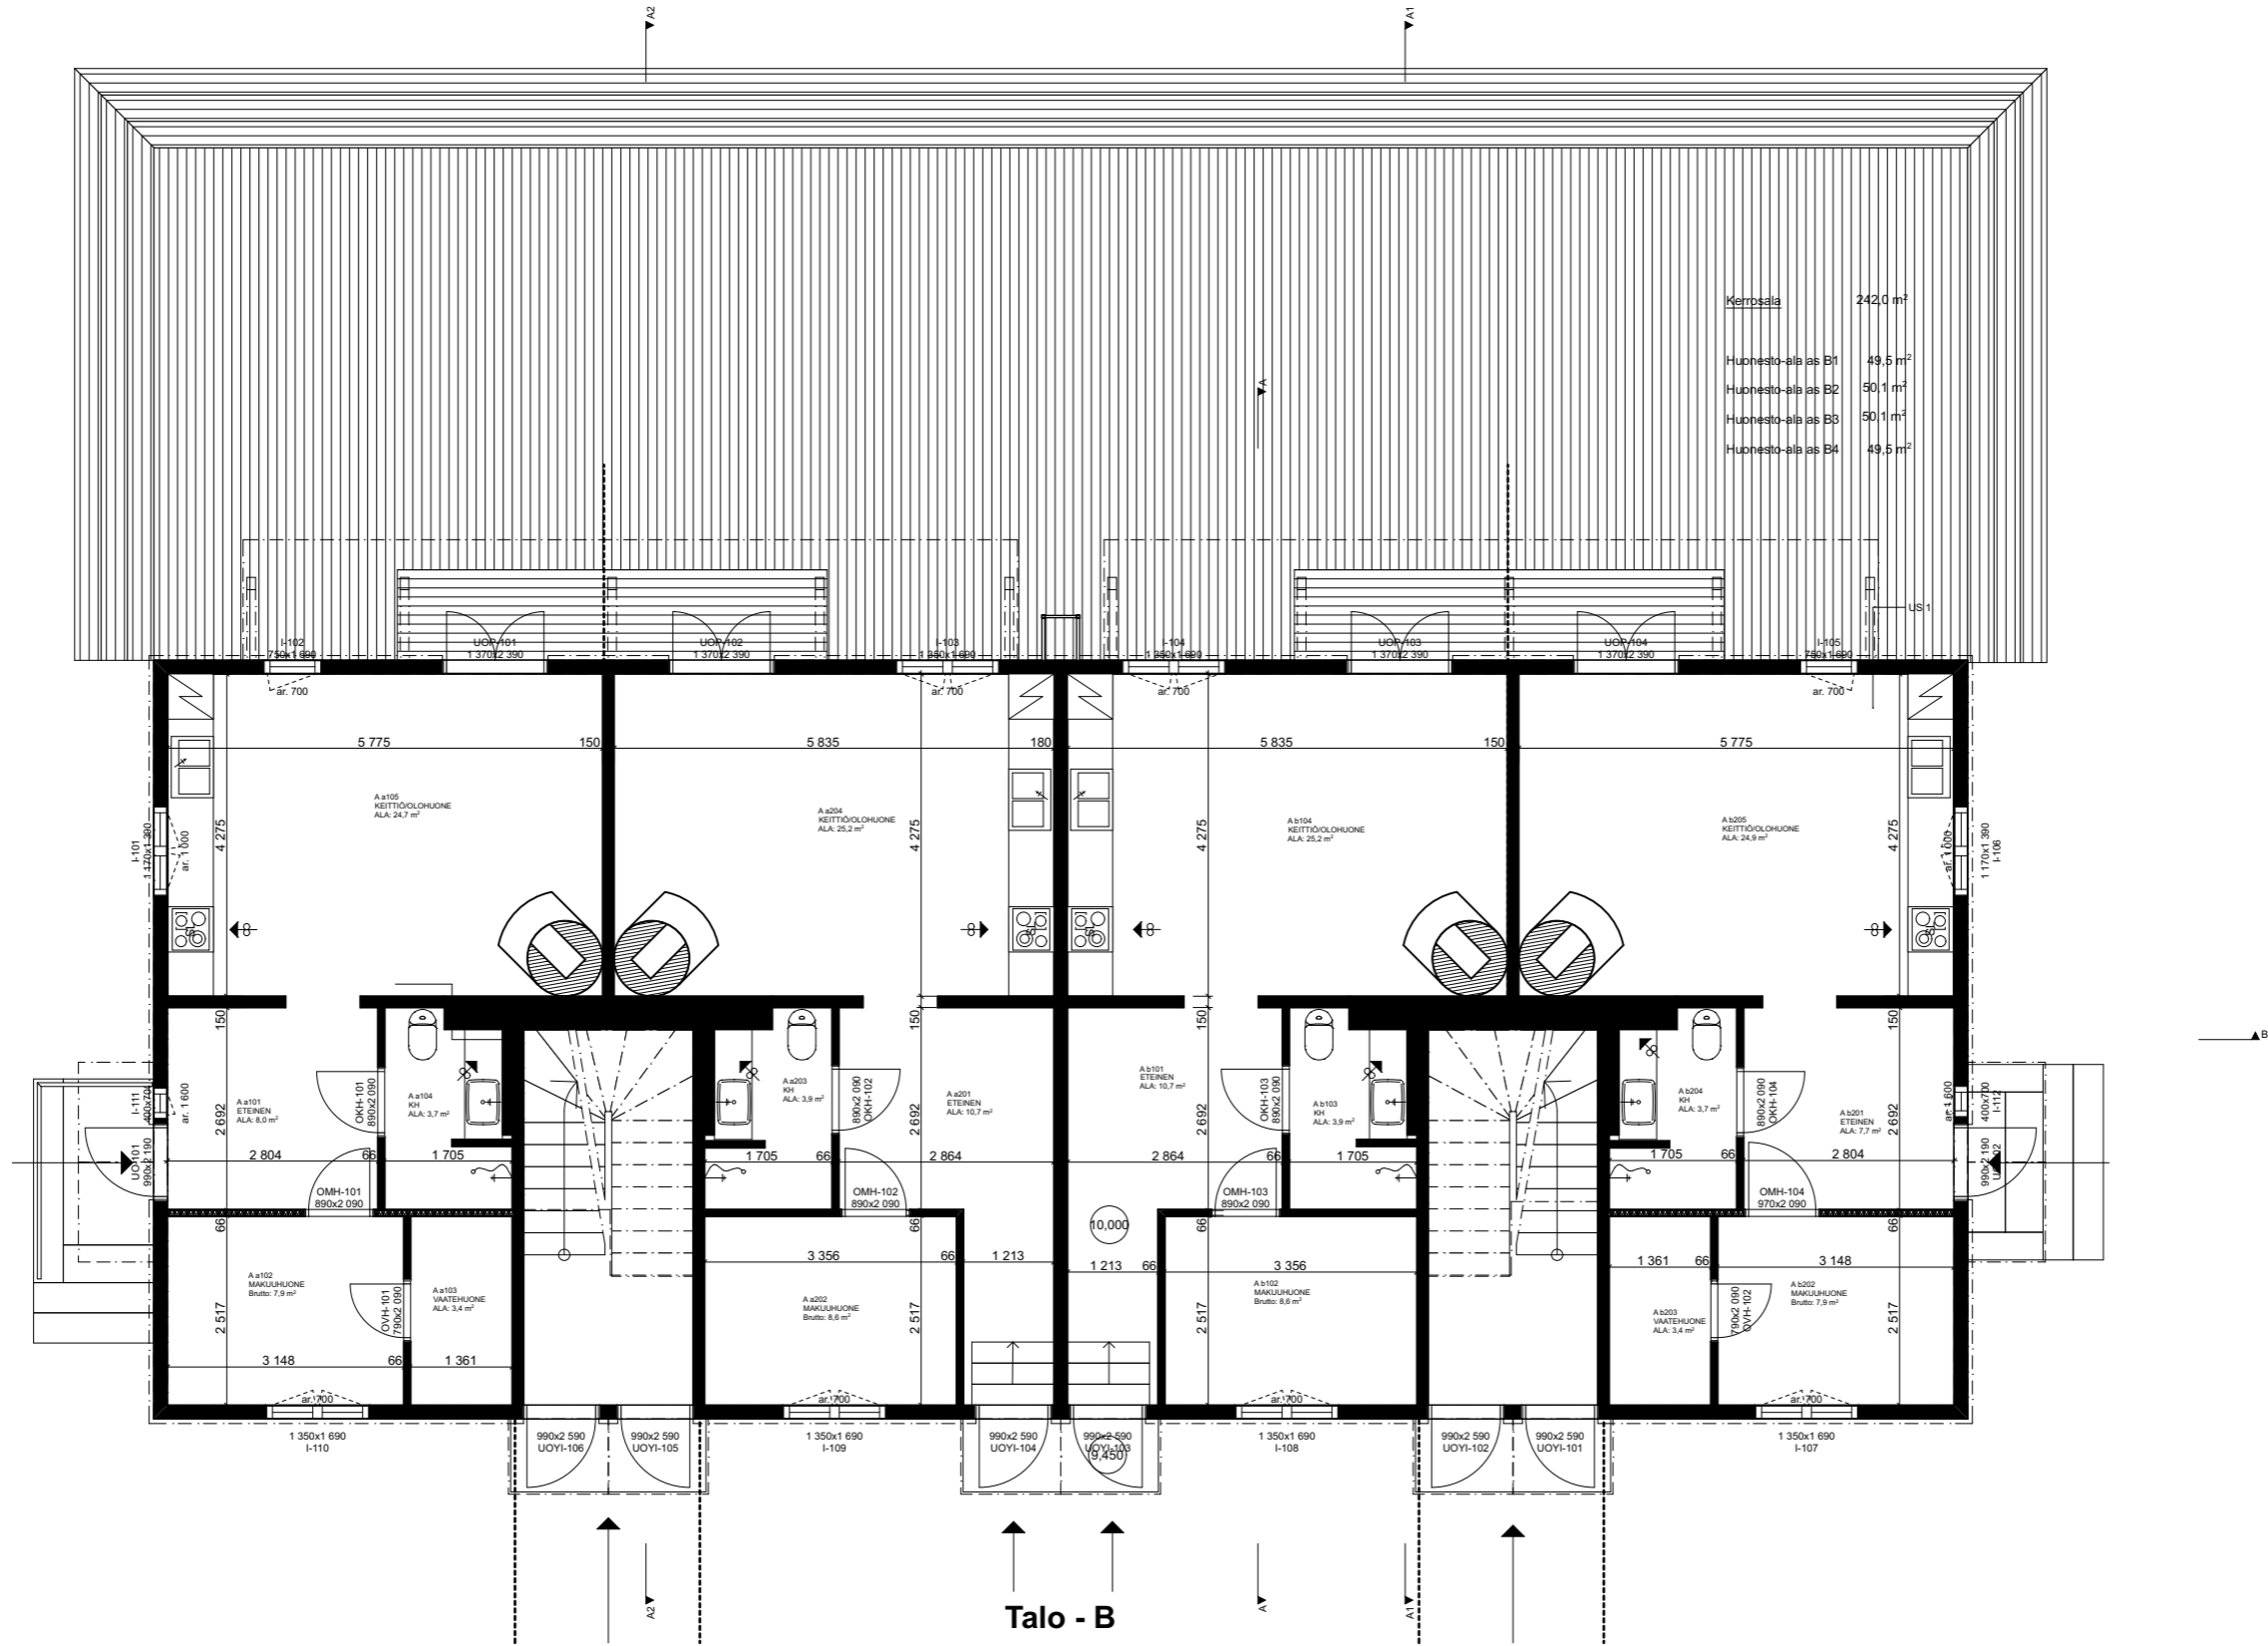 A2
A1
Kerrosala 242,0 m²
Huonesto-ala as B1 49,5 m²
Huonesto-ala as B2 50,1 m²
Huonesto-ala as B3 50,1 m²
Huonesto-ala as B4 49,5 m²
A
US 1
I-102
750x1 690
ar. 700
UOP-101
1 370x2 390
UOP-102
1 370x2 390
I-103
1 350x1 690
ar. 700
I-104
1 350x1 690
ar. 700
UOP-103
1 370x2 390
UOP-104
1 370x2 390
I-105
750x1 690
ar. 700
5 775
150
5 835
180
5 835
150
5 775
I-101
1 170x1 390
ar. 1 000
4 275
A a105
KEITTIÖ/OLOHUONE
ALA: 24,7 m²
A a204
KEITTIÖ/OLOHUONE
ALA: 25,2 m²
4 275
4 275
A b104
KEITTIÖ/OLOHUONE
ALA: 25,2 m²
A b205
KEITTIÖ/OLOHUONE
ALA: 24,9 m²
4 275
ar. 1 000
1 170x1 390
I-106
150
150
150
150
B
I-111
400x700
ar. 1 600
UO-101
990x2 190
A a101
ETEINEN
ALA: 8,0 m²
2 692
OKH-101
890x2 090
A a104
KH
ALA: 3,7 m²
A a203
KH
ALA: 3,9 m²
890x2 090
OKH-102
A a201
ETEINEN
ALA: 10,7 m²
2 692
A b101
ETEINEN
ALA: 10,7 m²
2 692
OKH-103
890x2 090
A b103
KH
ALA: 3,9 m²
A b204
KH
ALA: 3,7 m²
890x2 090
OKH-104
A b201
ETEINEN
ALA: 7,7 m²
2 692
ar. 1 600
400x700
I-112
990x2 190
UO-102
2 804
66
1 705
1 705
66
2 864
2 864
66
1 705
1 705
66
2 804
OMH-101
890x2 090
OMH-102
890x2 090
OMH-103
890x2 090
OMH-104
970x2 090
66
66
10,000
66
66
3 356
66
1 213
1 213
66
3 356
1 361
66
3 148
A a102
MAKUUHUONE
Brutto: 7,9 m²
2 517
OVH-101
790x2 090
A a103
VAATEHUONE
ALA: 3,4 m²
A a202
MAKUUHUONE
Brutto: 8,6 m²
2 517
2 517
A b102
MAKUUHUONE
Brutto: 8,6 m²
A b203
VAATEHUONE
ALA: 3,4 m²
790x2 090
OVH-102
A b202
MAKUUHUONE
Brutto: 7,9 m²
2 517
3 148
66
1 361
ar. 700
ar. 700
ar. 700
ar. 700
1 350x1 690
I-110
990x2 590
UOYI-106
990x2 590
UOYI-105
1 350x1 690
I-109
990x2 590
UOYI-104
990x2 590
UOYI-103
9,450
1 350x1 690
I-108
990x2 590
UOYI-102
990x2 590
UOYI-101
1 350x1 690
I-107
A2
A
A1
Talo - B